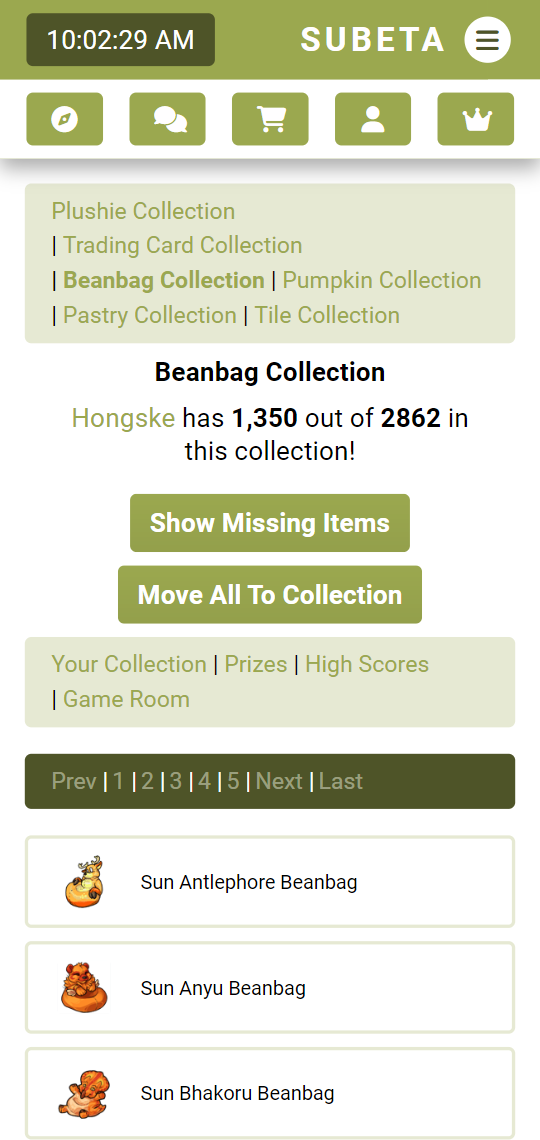 10:02:29 AM
SUBETA
Plushie Collection
| Trading Card Collection
| Beanbag Collection | Pumpkin Collection
| Pastry Collection | Tile Collection
Beanbag Collection
Hongske has 1,350 out of 2862 in
this collection!
Show Missing Items
Move All To Collection
Your Collection | Prizes | High Scores
| Game Room
Prev | 1 | 2 | 3 | 4 | 5 | Next | Last
Sun Antlephore Beanbag
Sun Anyu Beanbag
Sun Bhakoru Beanbag